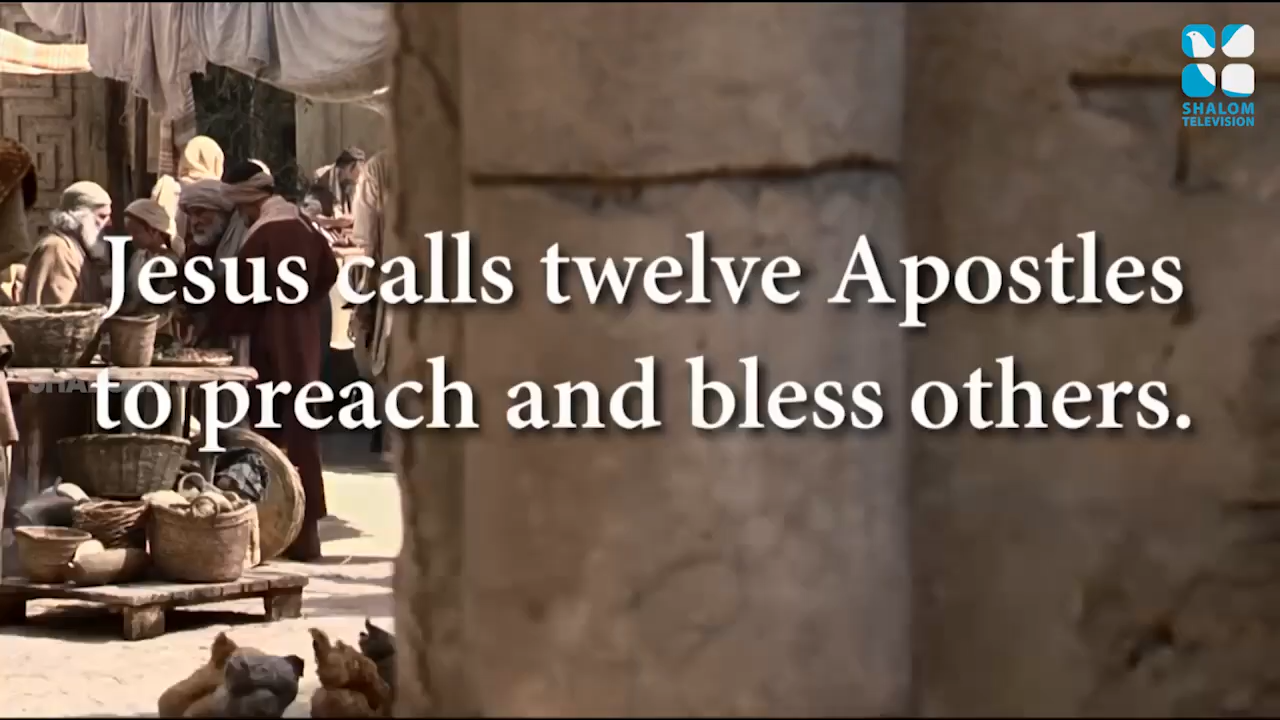 SHALOM
TELEVISION
Jesus calls twelve Apostles
to preach and bless others.